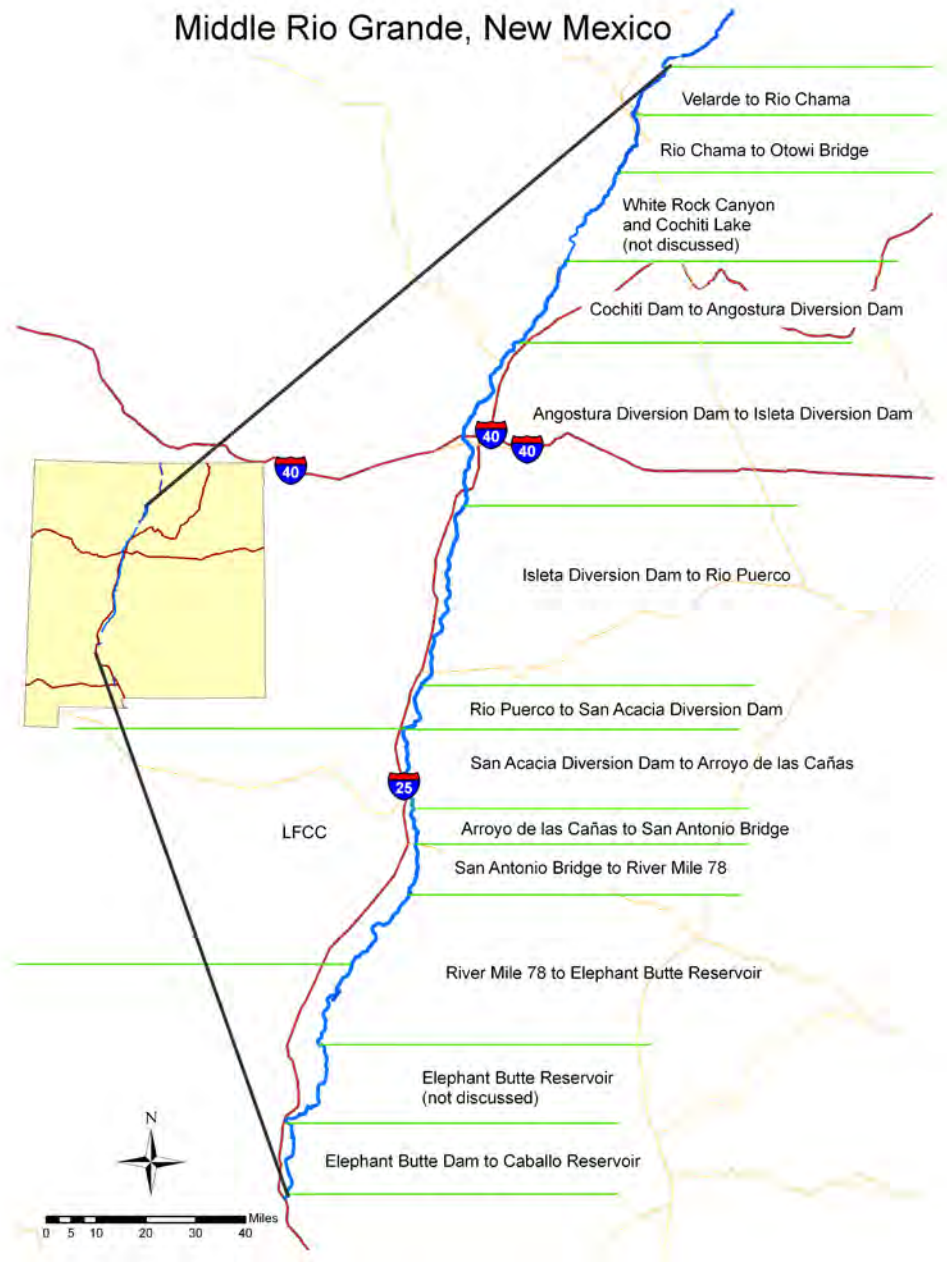 Middle Rio Grande, New Mexico
Velarde to Rio Chama
Rio Chama to Otowi Bridge
White Rock Canyon
and Cochiti Lake
(not discussed)
Cochiti Dam to Angostura Diversion Dam
Angostura Diversion Dam to Isleta Diversion Dam
40
40
40
Isleta Diversion Dam to Rio Puerco
Rio Puerco to San Acacia Diversion Dam
San Acacia Diversion Dam to Arroyo de las Cañas
25
LFCC
Arroyo de las Cañas to San Antonio Bridge
San Antonio Bridge to River Mile 78
River Mile 78 to Elephant Butte Reservoir
Elephant Butte Reservoir
(not discussed)
Elephant Butte Dam to Caballo Reservoir
N
Miles
0 5 10 20 30 40